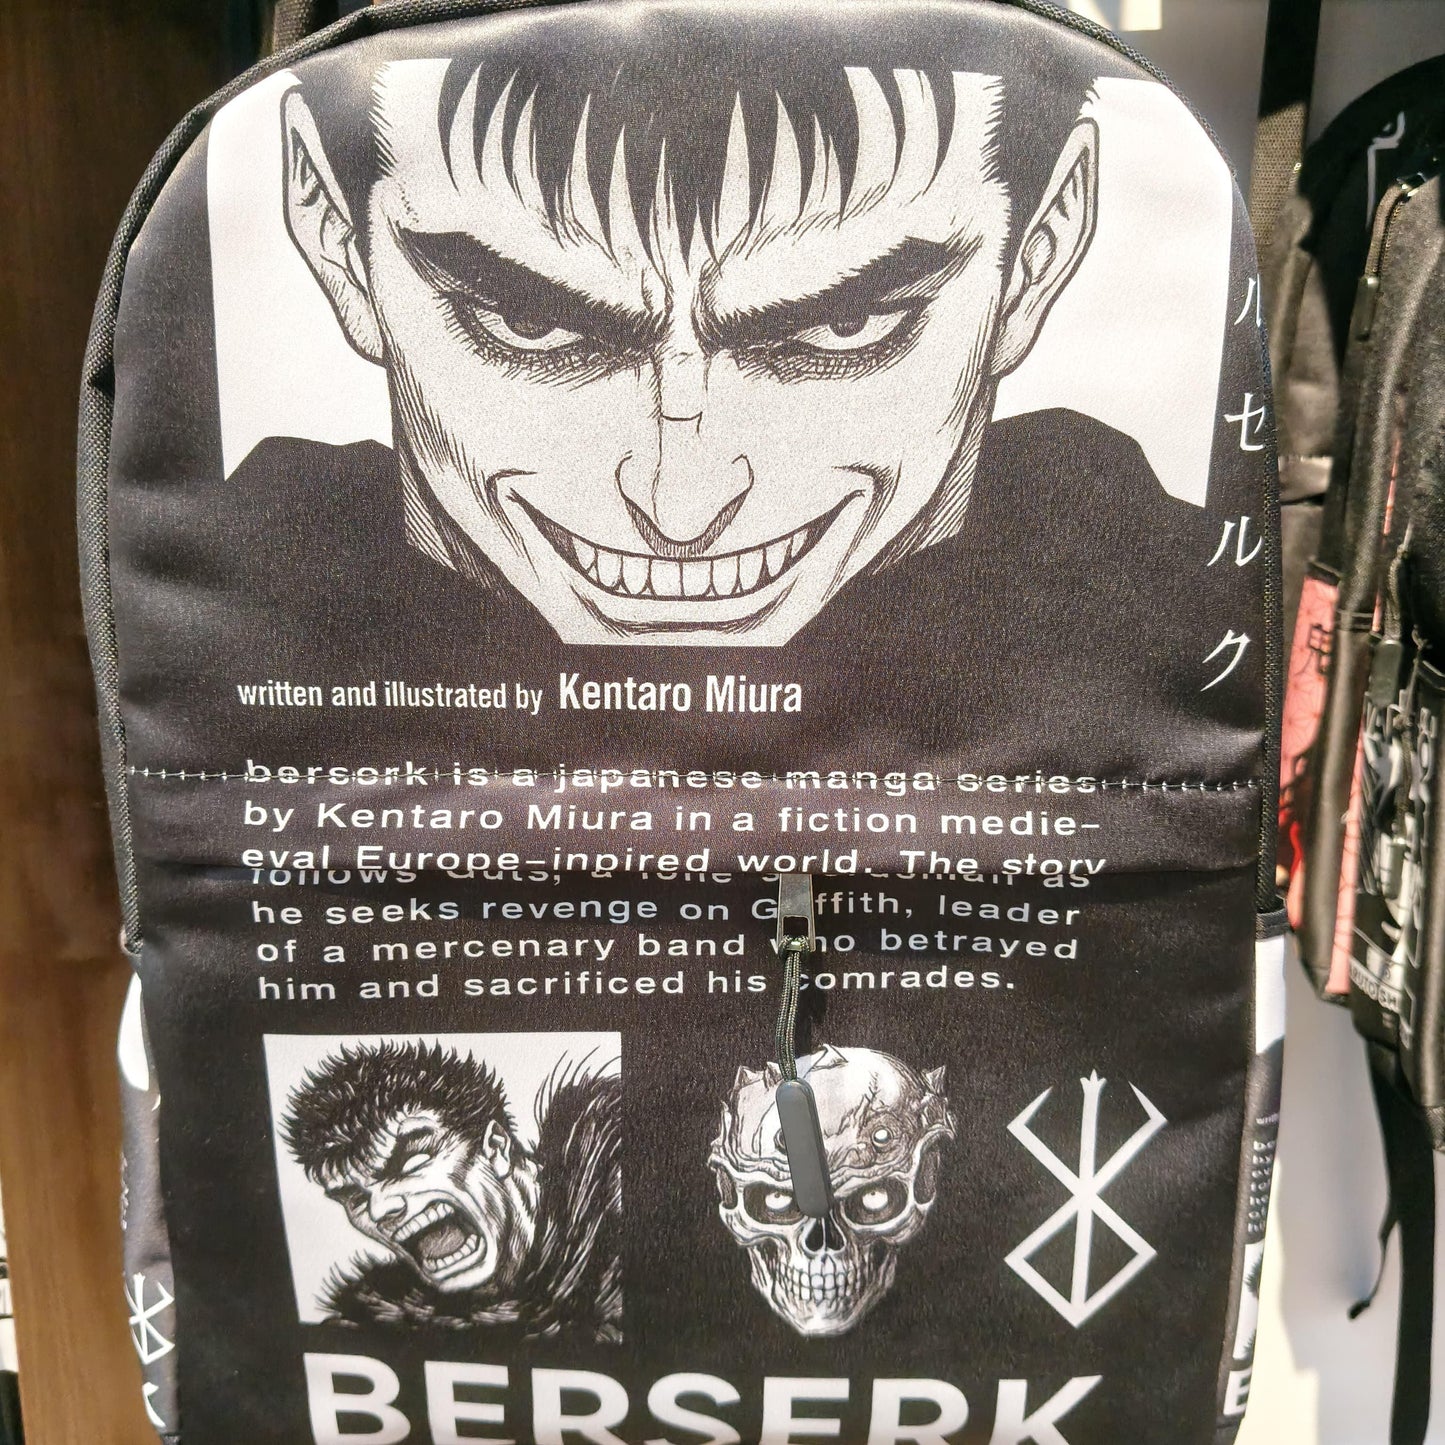 ルセルク
written and illustrated by Kentaro Miura
bersork is a japanese manga series
by Kentaro Miura in a fiction medie-
eval Europe-inpired world. The story
follows Guts, a as
he seeks revenge on Griffith, leader
of a mercenary band who betrayed
him and sacrificed his comrades.
BERSERK